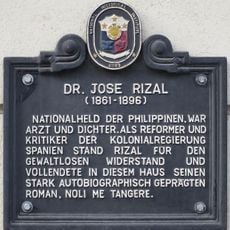 DR. JOSE RIZAL
(1861-1896)
NATIONALHELD DER PHILIPPINEN, WAR
ARZT UND DICHTER. ALS REFORMER UND
KRITIKER DER KOLONIALREGIERUNG
SPANIEN STAND RIZAL FÜR DEN
GEWALTLOSEN WIDERSTAND UND
VOLLENDETE IN DIESEM HAUS SEINEN
STARK AUTOBIOGRAPHISCH GEPRÄGTEN
ROMAN, NOLI ME TANGERE.